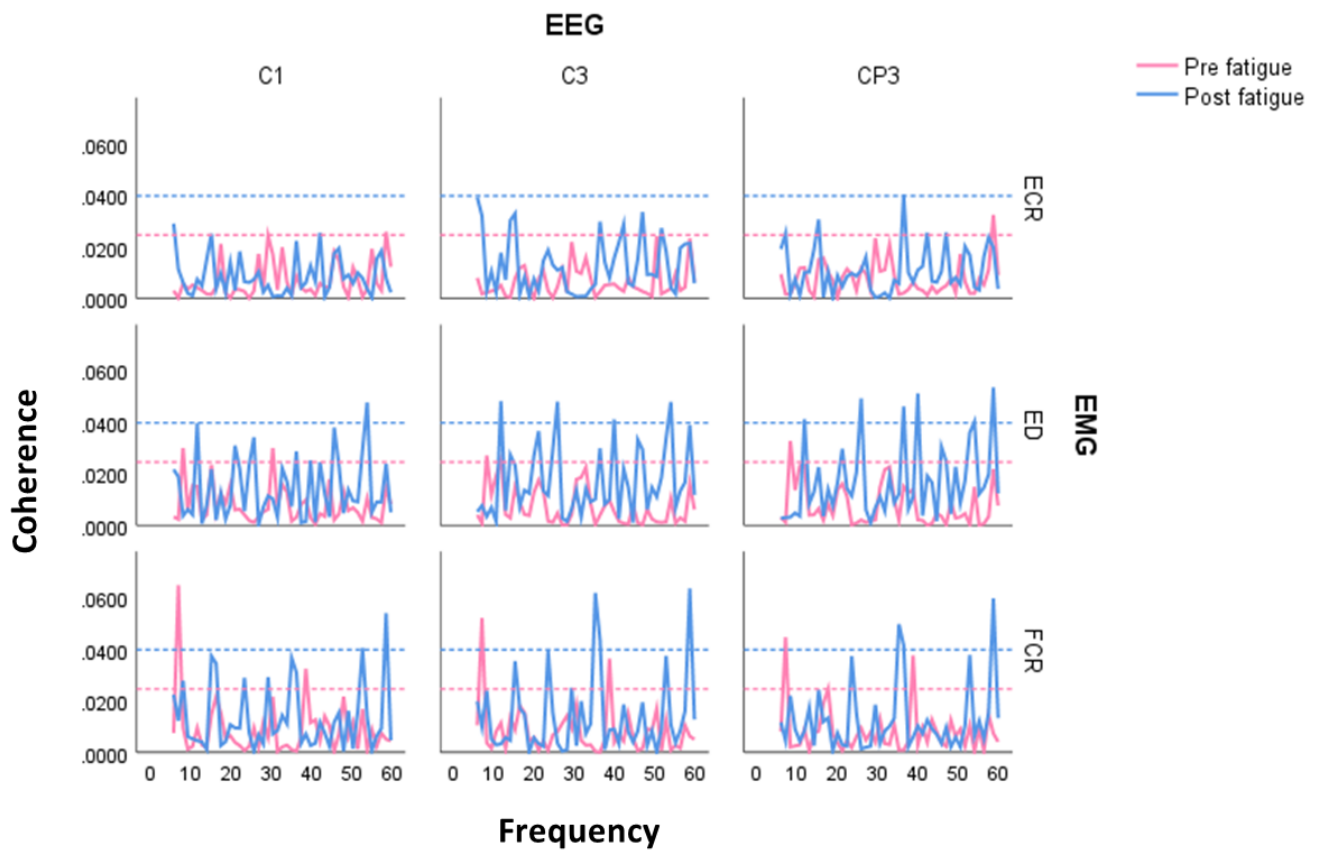 EEG
C1 C3 CP3
Pre fatigue
Post fatigue
.0600
.0400
.0200
.0000
ECR
.0600
.0400
.0200
.0000
ED
EMG
Coherence
.0600
.0400
.0200
.0000
FCR
0 10 20 30 40 50 60 0 10 20 30 40 50 60 0 10 20 30 40 50 60
Frequency